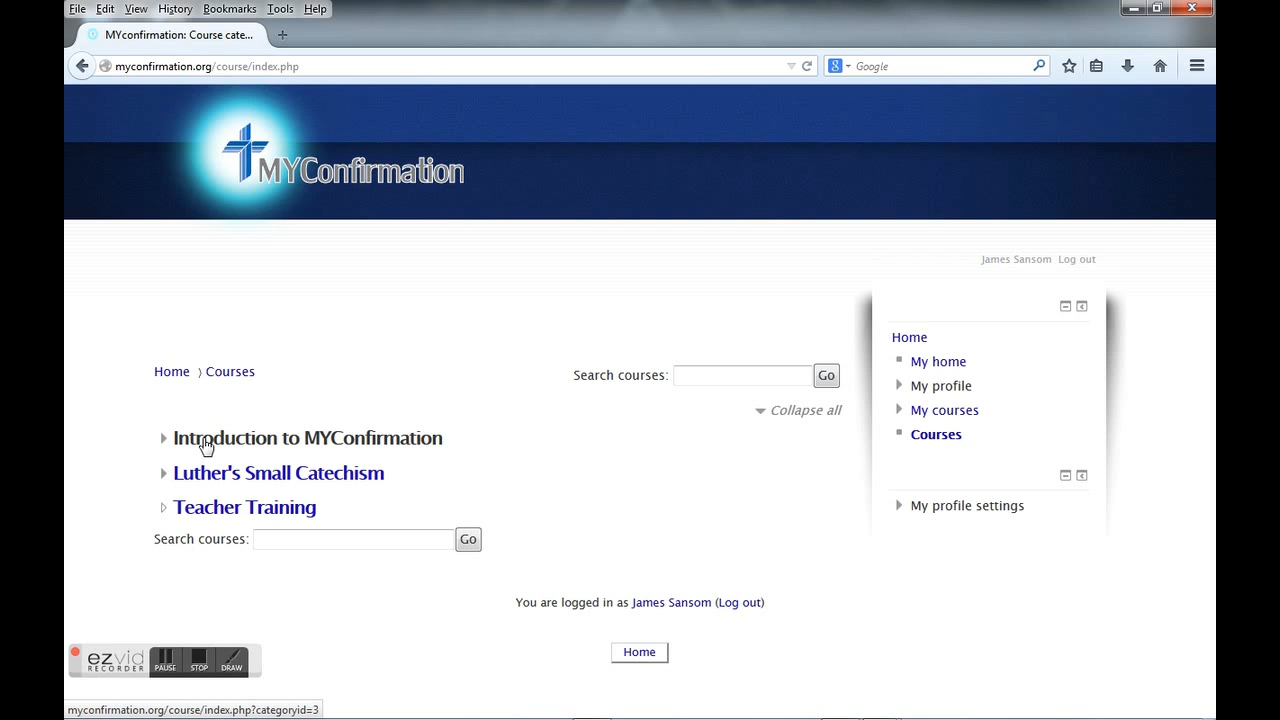 File Edit View History Bookmarks Tools Help
MYconfirmation: Course cate...
myconfirmation.org/course/index.php
Google
MYConfirmation
James Sansom Log out
Home
My home
My profile
My courses
Courses
My profile settings
Home Courses
Search courses: Go
Collapse all
Introduction to MYConfirmation
Luther's Small Catechism
Teacher Training
Search courses: Go
You are logged in as James Sansom (Log out)
Home
ezvid
RECORDER
PAUSE STOP DRAW
myconfirmation.org/course/index.php?categoryid=3